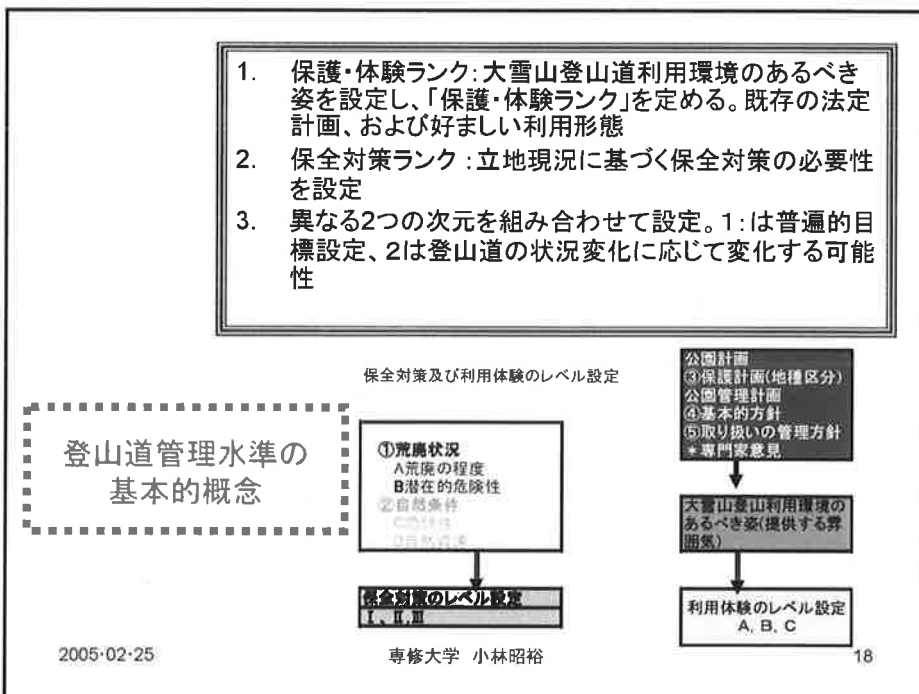 1. 保護・体験ランク:大雪山登山道利用環境のあるべき
姿を設定し、「保護・体験ランク」を定める。既存の法定
計画、および好ましい利用形態
2. 保全対策ランク:立地現況に基づく保全対策の必要性
を設定
3. 異なる2つの次元を組み合わせて設定。1:は普遍的目
標設定、2は登山道の状況変化に応じて変化する可能
性
保全対策及び利用体験のレベル設定
登山道管理水準の
基本的概念
①荒廃状況
A荒廃の程度
B潜在的危険性
②自然条件
保全対策のレベル設定
Ⅰ、Ⅱ,Ⅲ
公園計画
③保護計画(地種区分)
公園管理計画
④基本的方針
⑤取り扱いの管理方針
*専門家意見
大雪山登山利用環境の
あるべき姿(提供する雰
囲気)
利用体験のレベル設定
A, B, C
2005・02・25
専修大学 小林昭裕
18